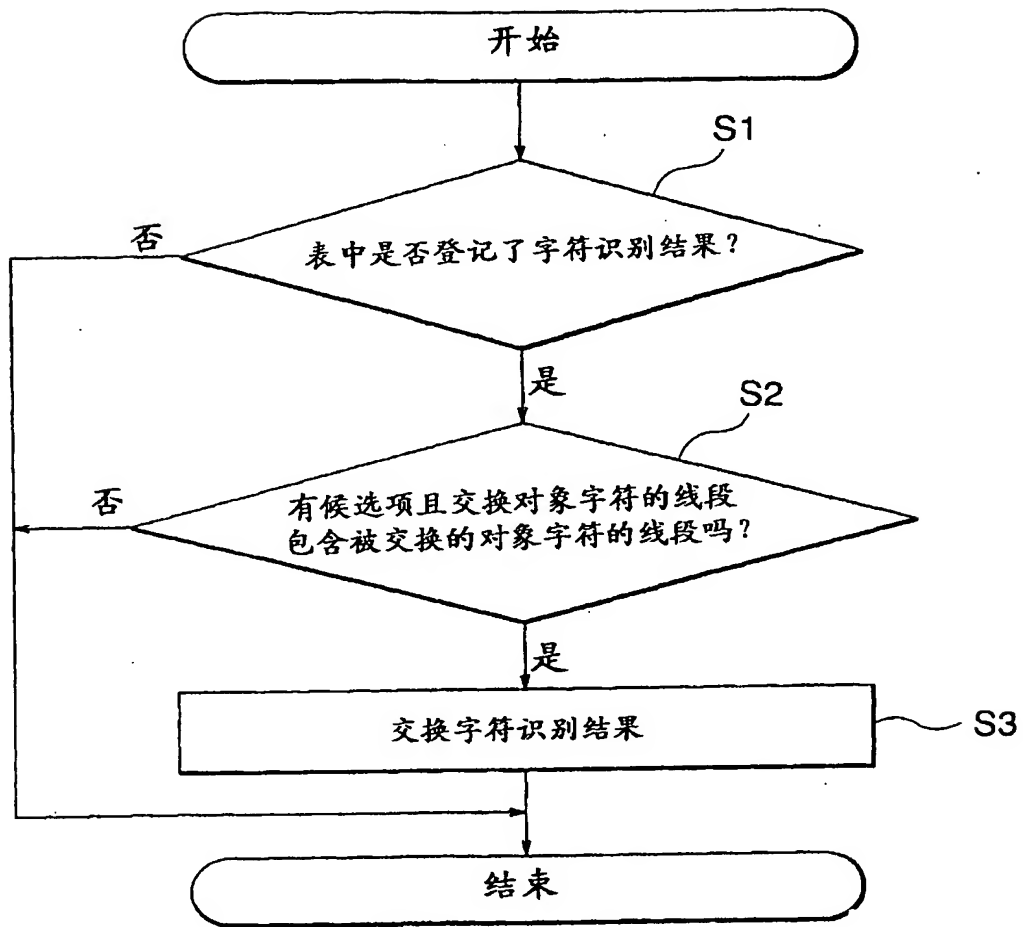 开始
S1
否
表中是否登记了字符识别结果？
是
S2
否
有候选项且交换对象字符的线段
包含被交换的对象字符的线段吗？
是
交换字符识别结果
S3
结束